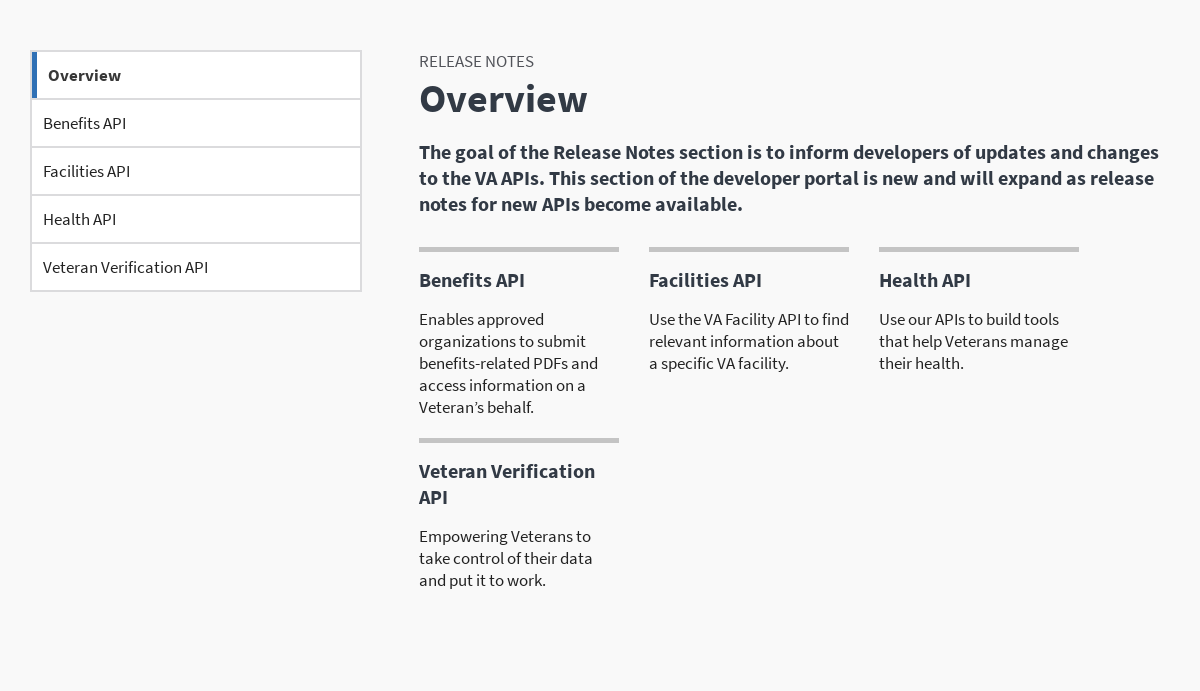 Overview
Benefits API
Facilities API
Health API
Veteran Verification API
RELEASE NOTES
Overview
The goal of the Release Notes section is to inform developers of updates and changes
to the VA APIs. This section of the developer portal is new and will expand as release
notes for new APIs become available.
Benefits API
Enables approved
organizations to submit
benefits-related PDFs and
access information on a
Veteran’s behalf.
Facilities API
Use the VA Facility API to find
relevant information about
a specific VA facility.
Health API
Use our APIs to build tools
that help Veterans manage
their health.
Veteran Verification
API
Empowering Veterans to
take control of their data
and put it to work.